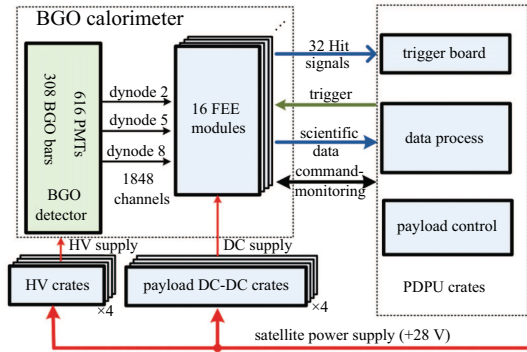 BGO calorimeter
616 PMTs
308 BGO bars
BGO
detector
dynode 2
dynode 5
dynode 8
1848
channels
16 FEE
modules
32 Hit
signals
trigger
scientific
data
command-
monitoring
trigger board
data process
payload control
PDPU crates
HV supply
DC supply
HV crates
×4
payload DC-DC crates
×4
satellite power supply (+28 V)